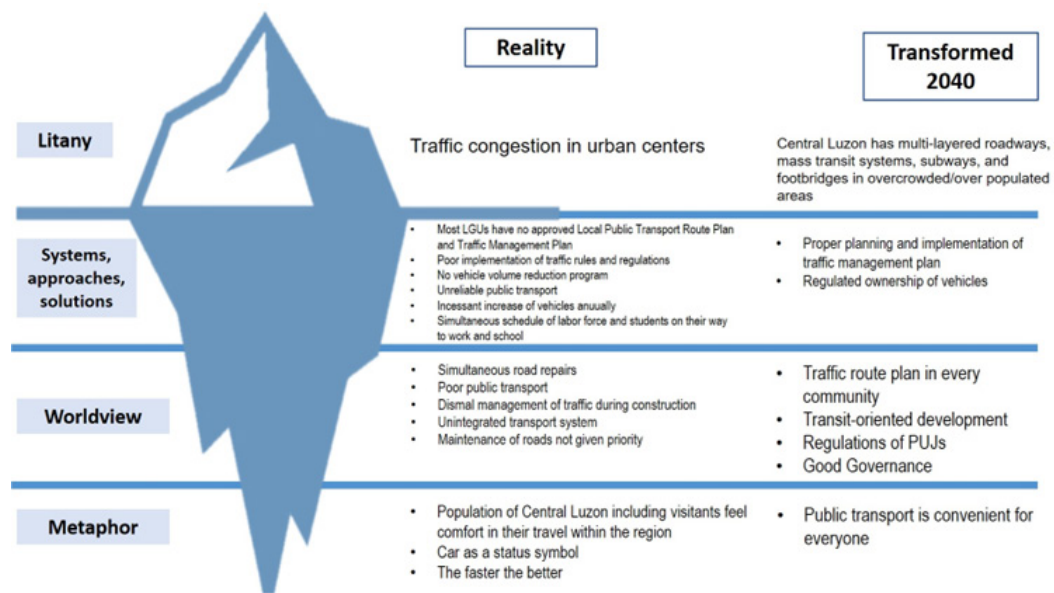 Reality
Transformed
2040
Litany
Traffic congestion in urban centers
Central Luzon has multi-layered roadways,
mass transit systems, subways, and
footbridges in overcrowded/over populated
areas
Systems,
approaches,
solutions
• Most LGUs have no approved Local Public Transport Route Plan
and Traffic Management Plan
• Poor implementation of traffic rules and regulations
• No vehicle volume reduction program
• Unreliable public transport
• Incessant increase of vehicles anuually
• Simultaneous schedule of labor force and students on their way
to work and school
• Proper planning and implementation of
traffic management plan
• Regulated ownership of vehicles
Worldview
• Simultaneous road repairs
• Poor public transport
• Dismal management of traffic during construction
• Unintegrated transport system
• Maintenance of roads not given priority
• Traffic route plan in every
community
• Transit-oriented development
• Regulations of PUJs
• Good Governance
Metaphor
• Population of Central Luzon including visitants feel
comfort in their travel within the region
• Car as a status symbol
• The faster the better
• Public transport is convenient for
everyone